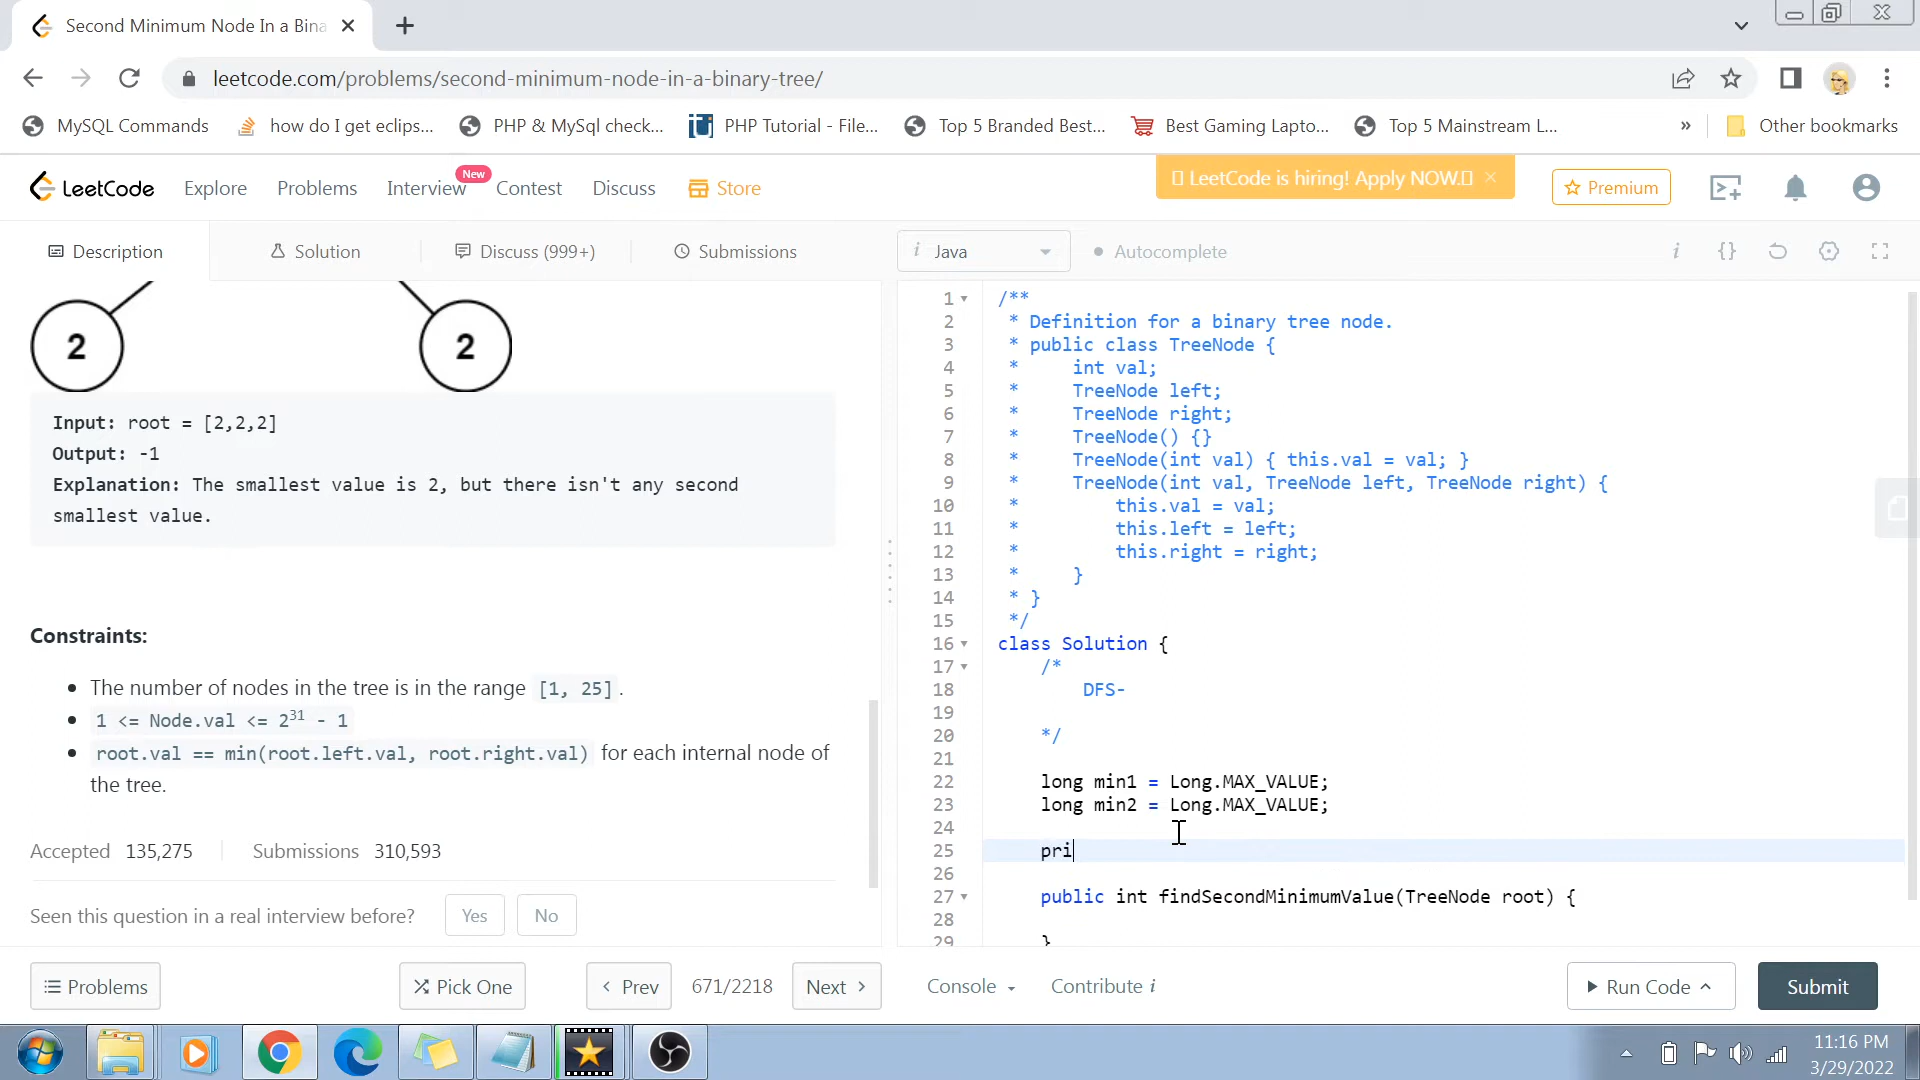 Second Minimum Node In a Bina
leetcode.com/problems/second-minimum-node-in-a-binary-tree/
MySQL Commands
how do I get eclips...
PHP & MySql check...
PHP Tutorial - File...
Top 5 Branded Best...
Best Gaming Lapto...
Top 5 Mainstream L...
»
Other bookmarks
LeetCode
Explore
Problems
Interview
New
Contest
Discuss
Store
LeetCode is hiring! Apply NOW.
Premium
Description
Solution
Discuss (999+)
Submissions
i Java
Autocomplete
2
2
Input: root = [2,2,2]
Output: -1
Explanation: The smallest value is 2, but there isn't any second
smallest value.
Constraints:
The number of nodes in the tree is in the range [1, 25].
1 <= Node.val <= 2³¹ - 1
root.val == min(root.left.val, root.right.val) for each internal node of
the tree.
Accepted 135,275
Submissions 310,593
Seen this question in a real interview before?
Yes
No
1 /**
2 * Definition for a binary tree node.
3 * public class TreeNode {
4 *     int val;
5 *     TreeNode left;
6 *     TreeNode right;
7 *     TreeNode() {}
8 *     TreeNode(int val) { this.val = val; }
9 *     TreeNode(int val, TreeNode left, TreeNode right) {
10 *         this.val = val;
11 *         this.left = left;
12 *         this.right = right;
13 *     }
14 * }
15 */
16 class Solution {
17     /*
18         DFS-
19
20     */
21
22     long min1 = Long.MAX_VALUE;
23     long min2 = Long.MAX_VALUE;
24
25     pri
26
27     public int findSecondMinimumValue(TreeNode root) {
28
29     }
Problems
Pick One
Prev
671/2218
Next
Console
Contribute i
Run Code
Submit
11:16 PM
3/29/2022